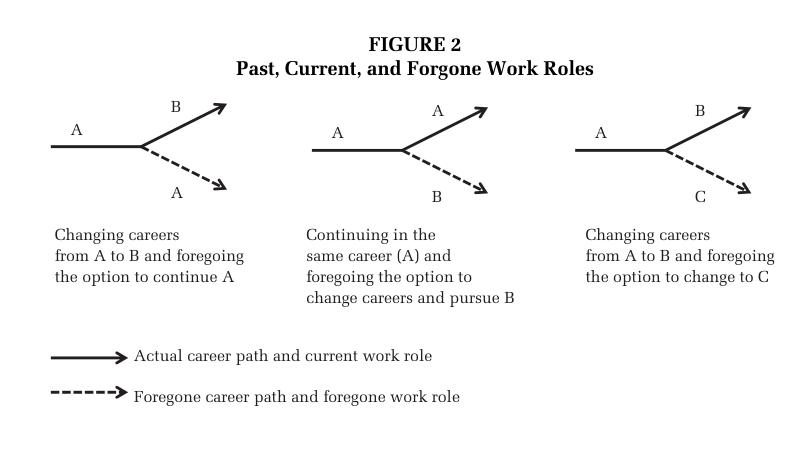 FIGURE 2
Past, Current, and Forgone Work Roles
A
B
A
A
A
B
A
B
C
Changing careers
from A to B and foregoing
the option to continue A
Continuing in the
same career (A) and
foregoing the option to
change careers and pursue B
Changing careers
from A to B and foregoing
the option to change to C
Actual career path and current work role
Foregone career path and foregone work role